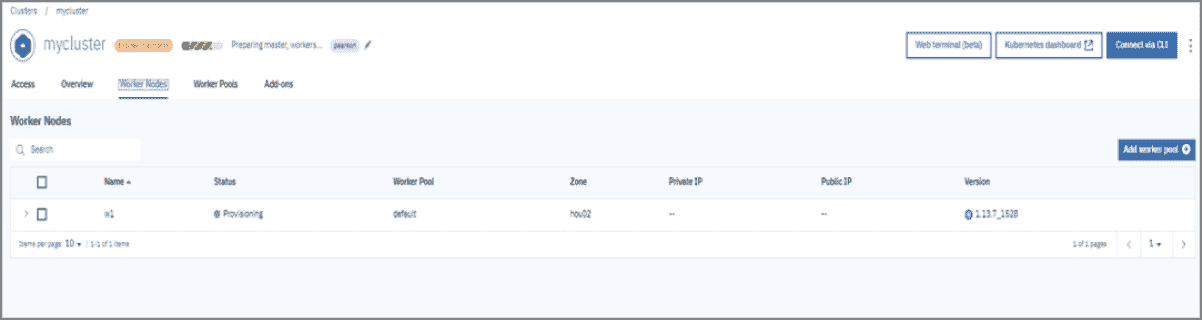 Clusters / mycluster
mycluster Preparing master, workers... pearson Web terminal (beta) Kubernetes dashboard Connect via CLI
Access Overview Worker Nodes Worker Pools Add-ons
Worker Nodes
Search Add worker pool
Name Status Worker Pool Zone Private IP Public IP Version
w1 Provisioning default hou02 -- -- 1.13.7_1528
Items per page: 10 | 1-1 of 1 items 1 of 1 pages 1